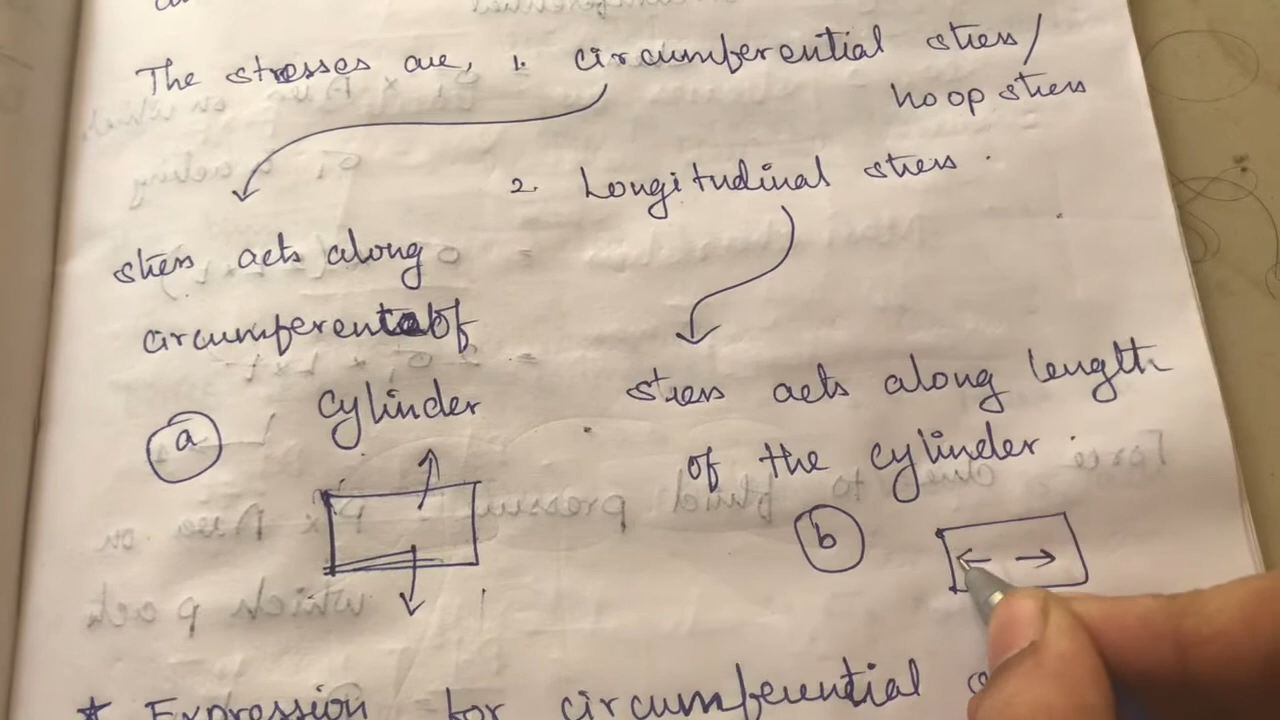 The stresses are, 1. circumferential stress/
hoop stress
2. Longitudinal stress.
stress acts along
circumference of
cylinder
a
stress acts along length
of the cylinder.
b
* Expression for circumferential